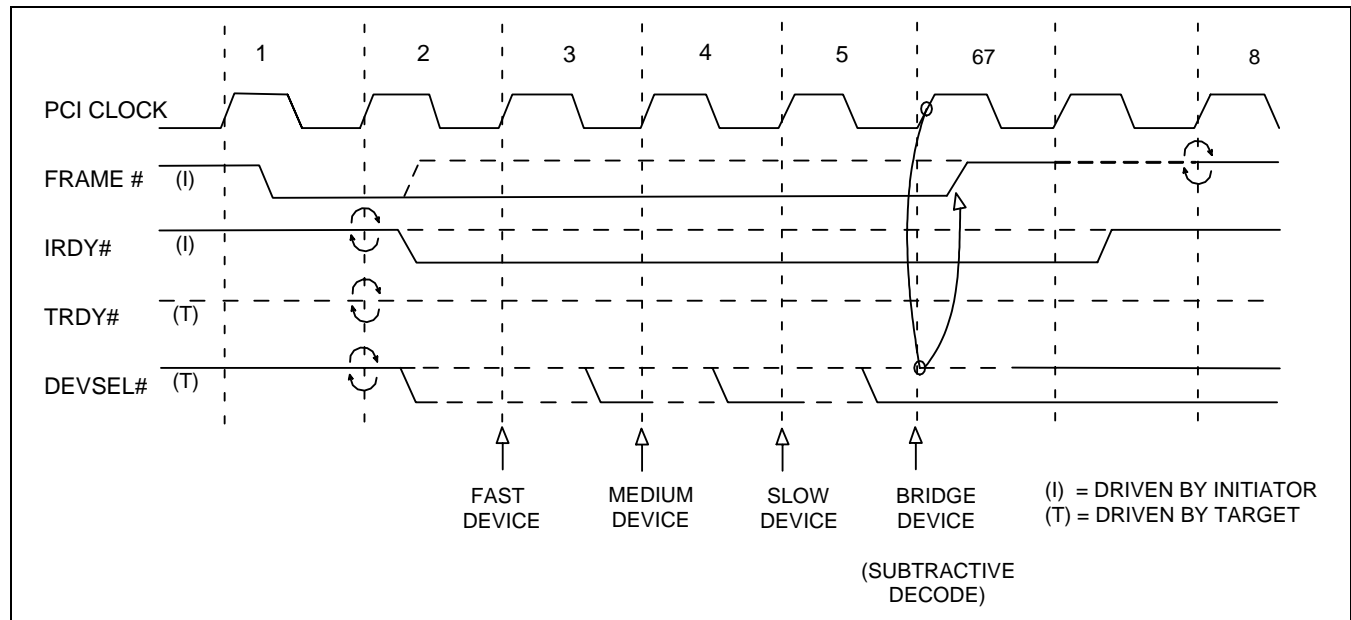 1 2 3 4 5 67 8
PCI CLOCK
FRAME # (I)
IRDY# (I)
TRDY# (T)
DEVSEL# (T)
FAST
DEVICE
MEDIUM
DEVICE
SLOW
DEVICE
BRIDGE
DEVICE
(SUBTRACTIVE
DECODE)
(I) = DRIVEN BY INITIATOR
(T) = DRIVEN BY TARGET